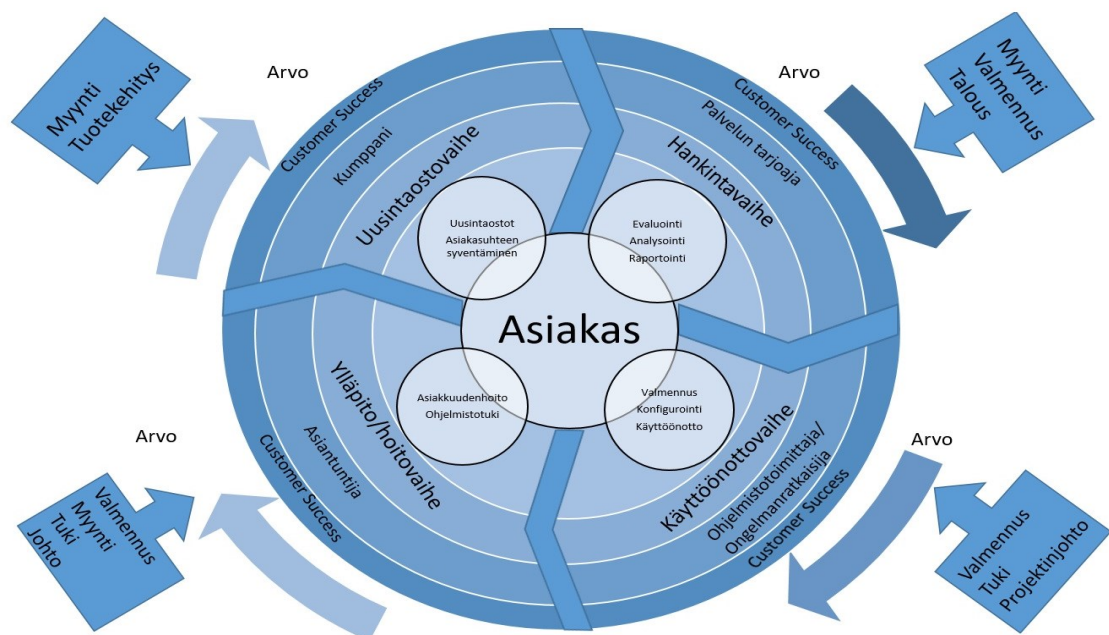 Myynti
Tuotekehitys
Arvo
Customer Success
Kumppani
Uusintaostovaihe
Uusintaostot
Asiakasuhteen
syventäminen
Arvo
Customer Success
Palvelun tarjoaja
Hankintavaihe
Evaluointi
Analysointi
Raportointi
Myynti
Valmennus
Talous
Asiakas
Asiakkuudenhoito
Ohjelmistotuki
Ylläpito/hoitovaihe
Asiantuntija
Customer Success
Arvo
Valmennus
Myynti
Tuki
Johto
Valmennus
Konfigurointi
Käyttöönotto
Käyttöönottovaihe
Ohjelmistotoimittaja/
Ongelmanratkaisija
Customer Success
Arvo
Valmennus
Tuki
Projektinjohto